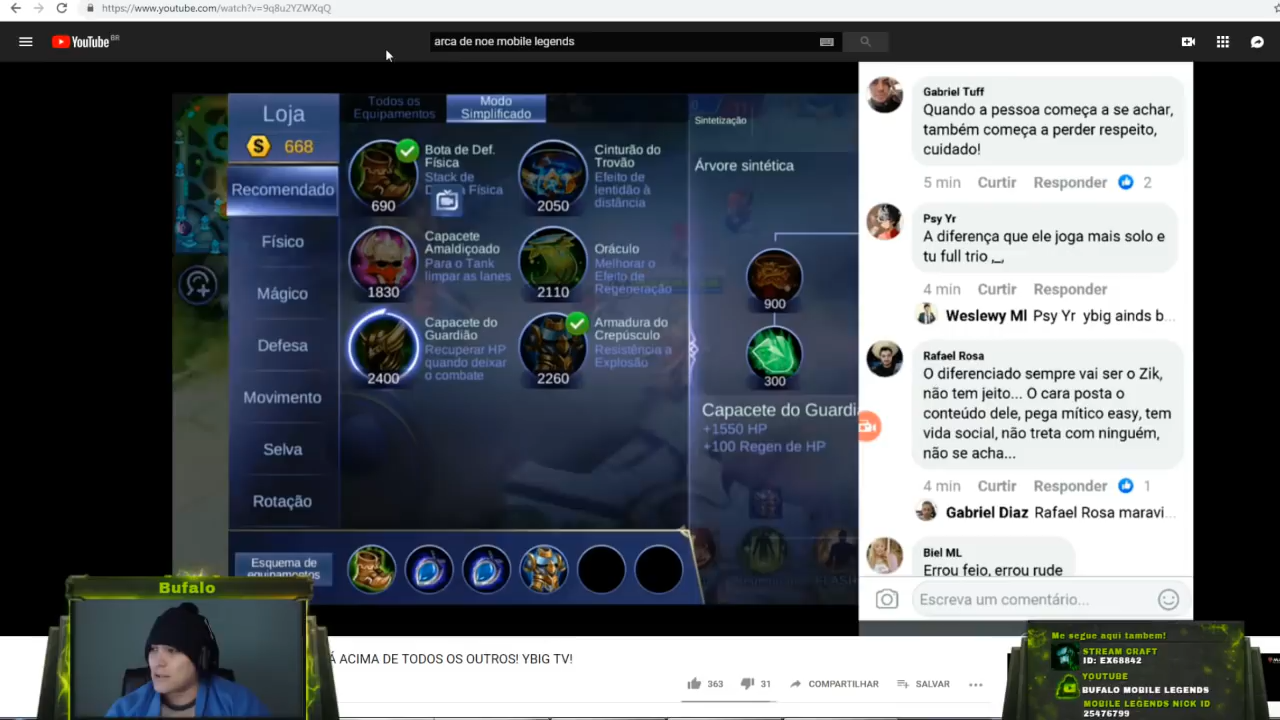 https://www.youtube.com/watch?v=9q8u2YZWXqQ
YouTube BR
arca de noe mobile legends
Loja
668
Recomendado
Físico
Mágico
Defesa
Movimento
Selva
Rotação
Todos os
Equipamentos
Modo
Simplificado
Bota de Def.
Física
Stack de
Física
690
Cinturão do
Trovão
Efeito de
lentidão à
distância
2050
Capacete
Amaldiçoado
Para o Tank
limpar as lanes
1830
Oráculo
Melhorar o
Efeito de
Regeneração
2110
Capacete do
Guardião
Recuperar HP
quando deixar
o combate
2400
Armadura do
Crepúsculo
Resistência a
Explosão
2260
Sintetização
Árvore sintética
900
300
Capacete do Guardi
+1550 HP
+100 Regen de HP
Esquema de
equipamentos
Gabriel Tuff
Quando a pessoa começa a se achar,
também começa a perder respeito,
cuidado!
5 min Curtir Responder 2
Psy Yr
A diferença que ele joga mais solo e
tu full trio ,_,
4 min Curtir Responder
Weslewy Ml Psy Yr ybig ainds b...
Rafael Rosa
O diferenciado sempre vai ser o Zik,
não tem jeito... O cara posta o
conteúdo dele, pega mítico easy, tem
vida social, não treta com ninguém,
não se acha...
4 min Curtir Responder 1
Gabriel Diaz Rafael Rosa maravi...
Biel ML
Errou feio, errou rude
Escreva um comentário...
Bufalo
Á ACIMA DE TODOS OS OUTROS! YBIG TV!
363 31 COMPARTILHAR SALVAR
Me segue aqui tambem!
STREAM CRAFT
ID: EX68842
YOUTUBE
BUFALO MOBILE LEGENDS
MOBILE LEGENDS NICK ID
25476799